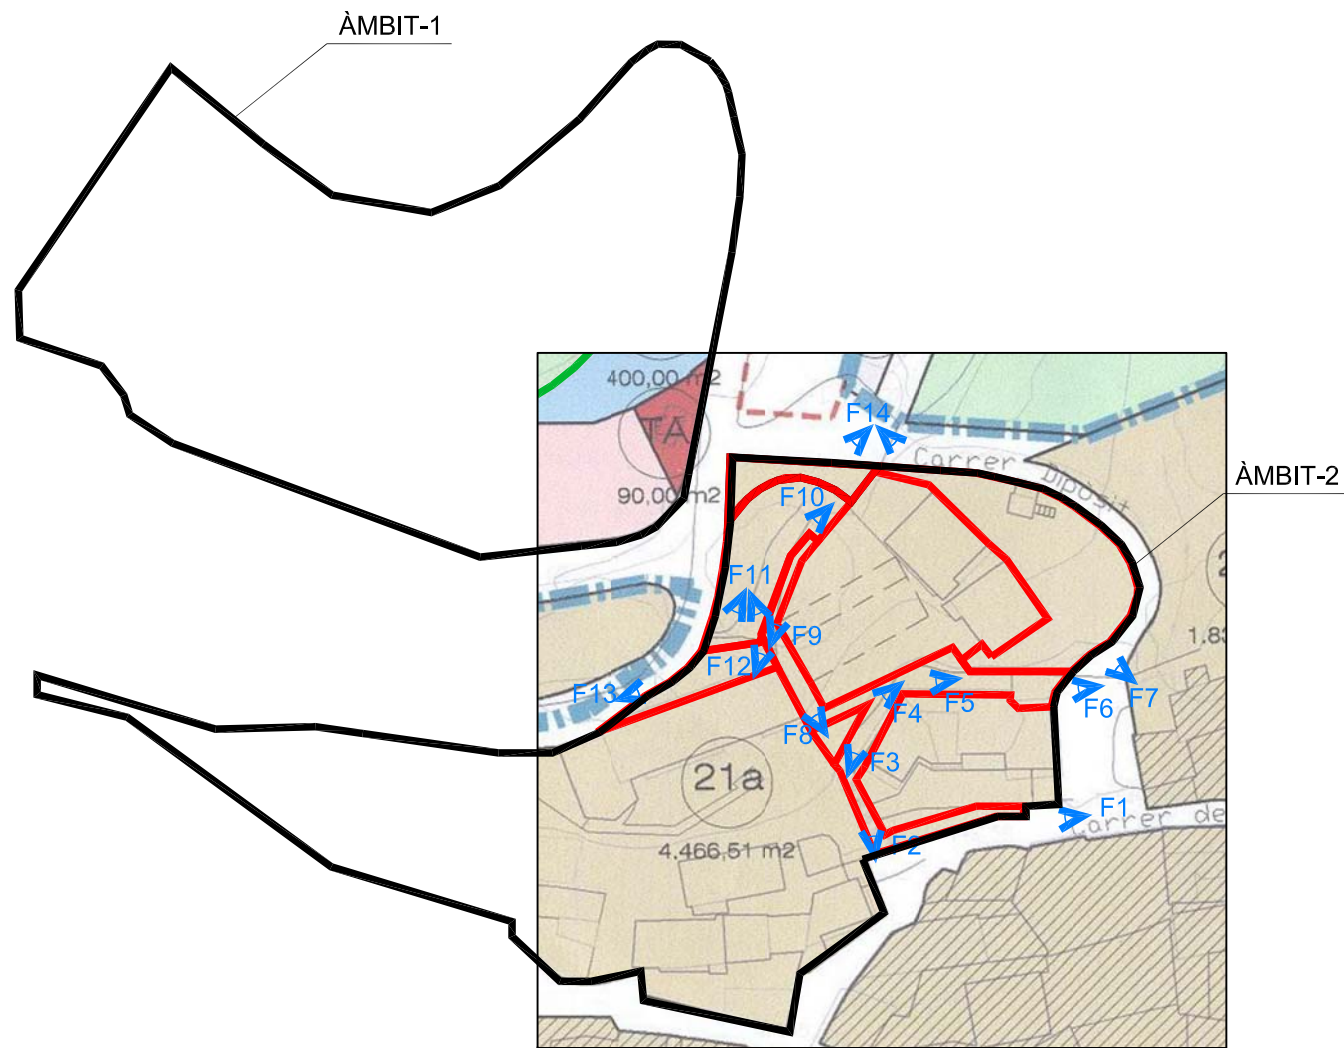 ÀMBIT-1
400,00 m2
F14
TA
Carrer Diposit
ÀMBIT-2
90,00 m2
F10
F11
1.83
F9
F12
F13
F4
F5
F6
F7
F8
F3
21a
F1
Carrer de
F2
4.466,51 m2